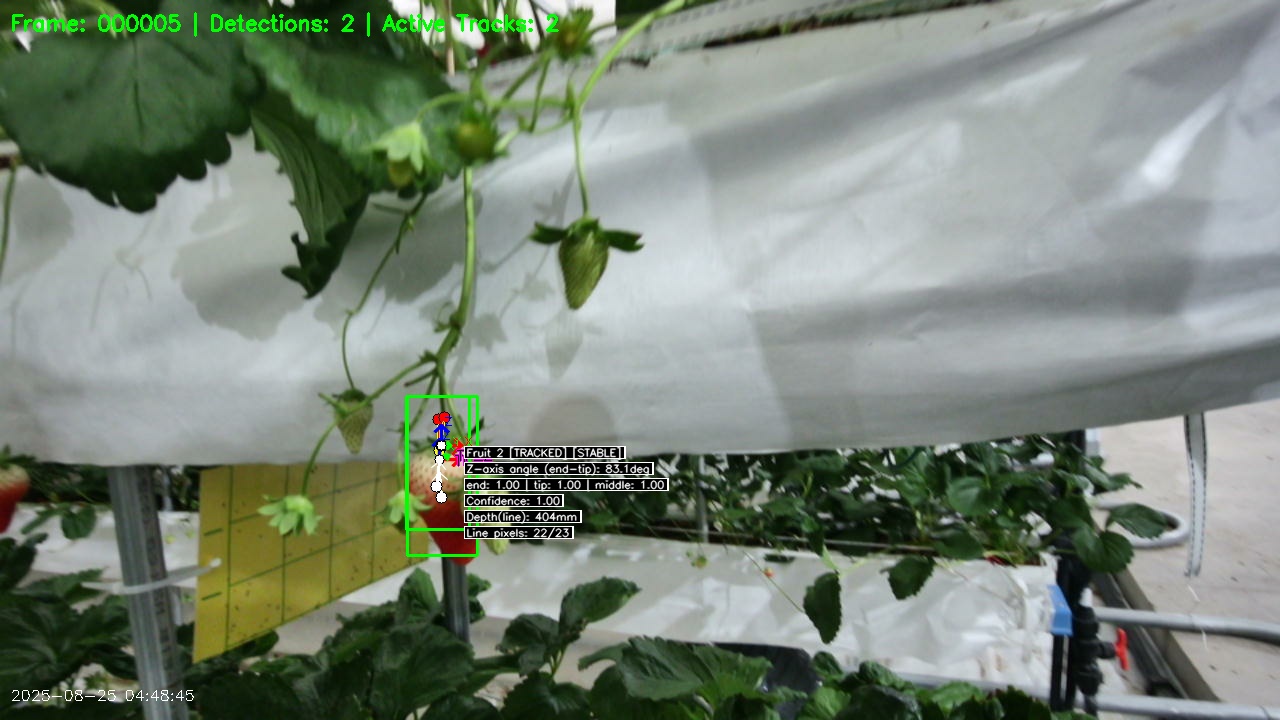 Frame: 000005 | Detections: 2 | Active Tracks: 2
Fruit 2 [TRACKED] [STABLE]
Z-axis angle (end-tip): 83.1deg
end: 1.00 | tip: 1.00 | middle: 1.00
Confidence: 1.00
Depth(ine): 404mm
Line pixels: 22/23
2025-08-25 04:48:45